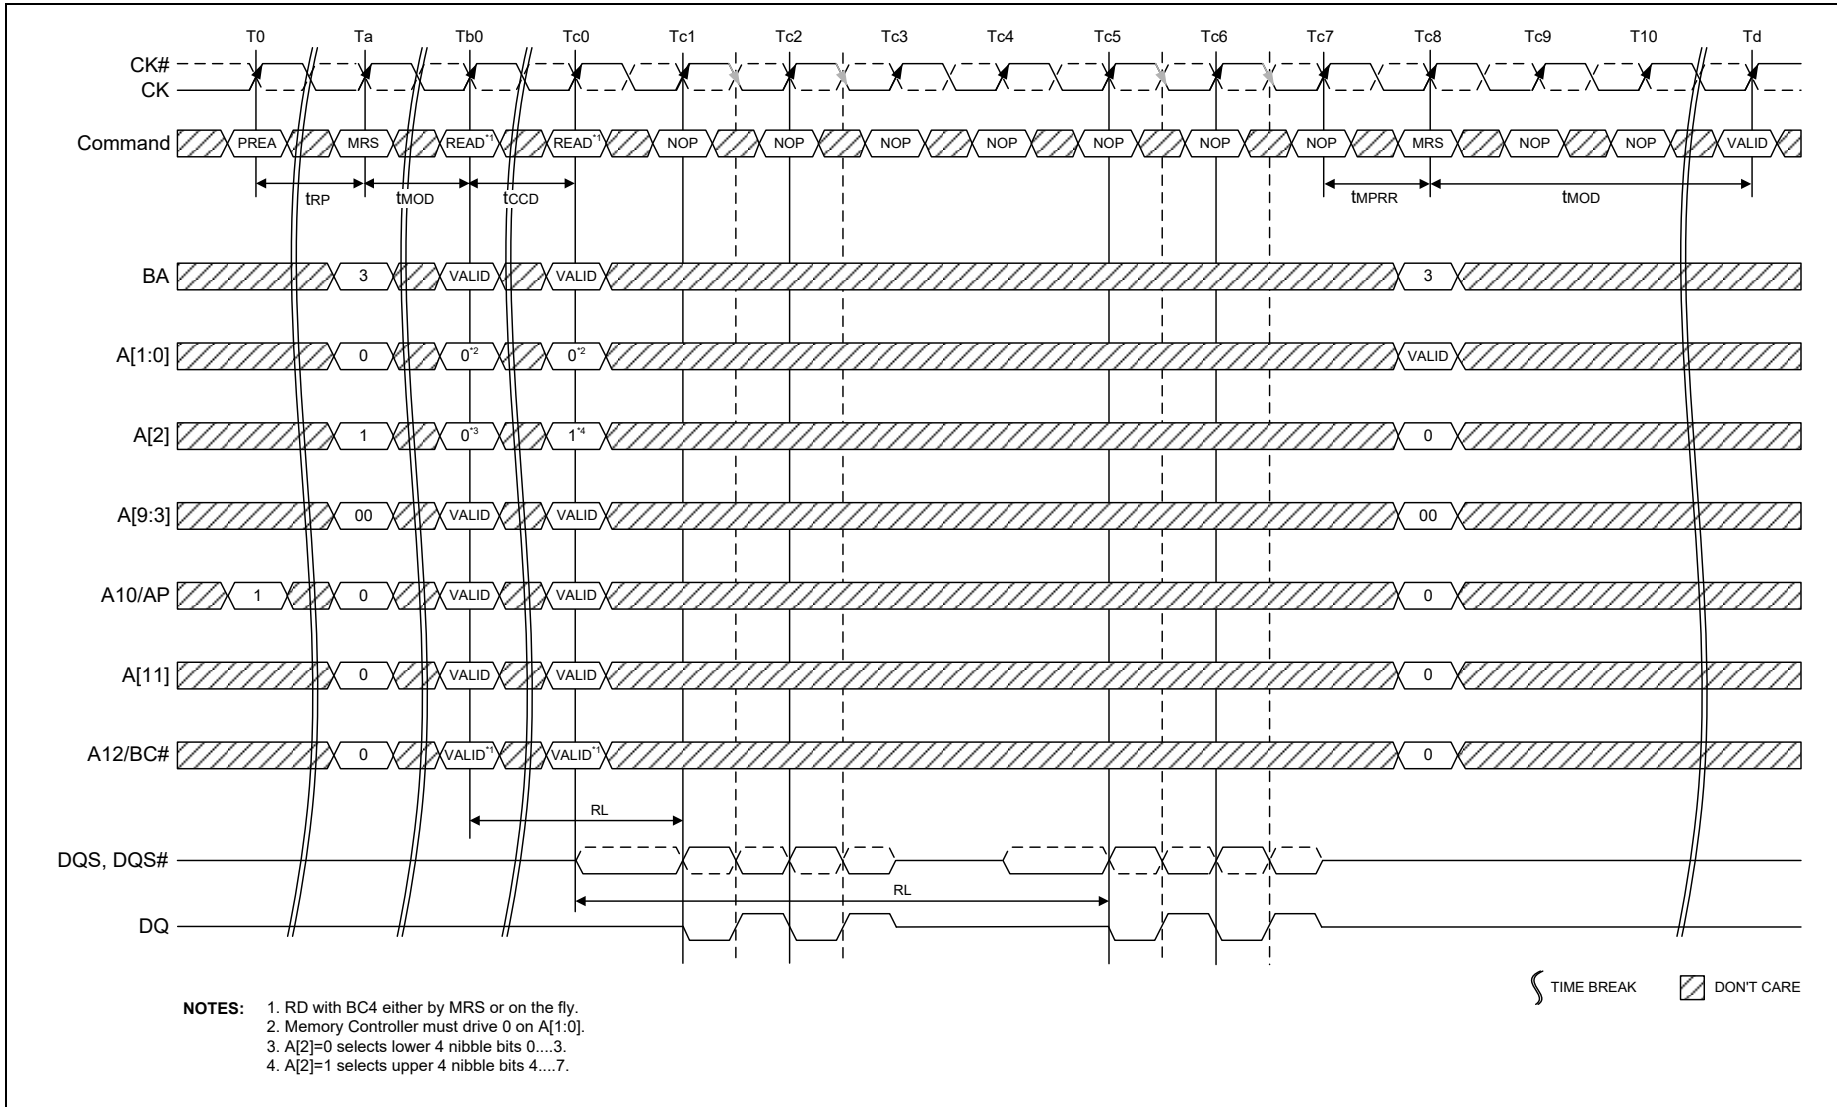 T0 Ta Tb0 Tc0 Tc1 Tc2 Tc3 Tc4 Tc5 Tc6 Tc7 Tc8 Tc9 T10 Td
CK#
CK
Command PREA MRS READ*1 READ*1 NOP NOP NOP NOP NOP NOP NOP MRS NOP NOP VALID
tRP tMOD tCCD tMPRR tMOD
BA 3 VALID VALID 3
A[1:0] 0 0*2 0*2 VALID
A[2] 1 0*3 1*4 0
A[9:3] 00 VALID VALID 00
A10/AP 1 0 VALID VALID 0
A[11] 0 VALID VALID 0
A12/BC# 0 VALID*1 VALID*1 0
RL
DQS, DQS#
RL
DQ
TIME BREAK DON'T CARE
NOTES: 1. RD with BC4 either by MRS or on the fly.
2. Memory Controller must drive 0 on A[1:0].
3. A[2]=0 selects lower 4 nibble bits 0....3.
4. A[2]=1 selects upper 4 nibble bits 4....7.